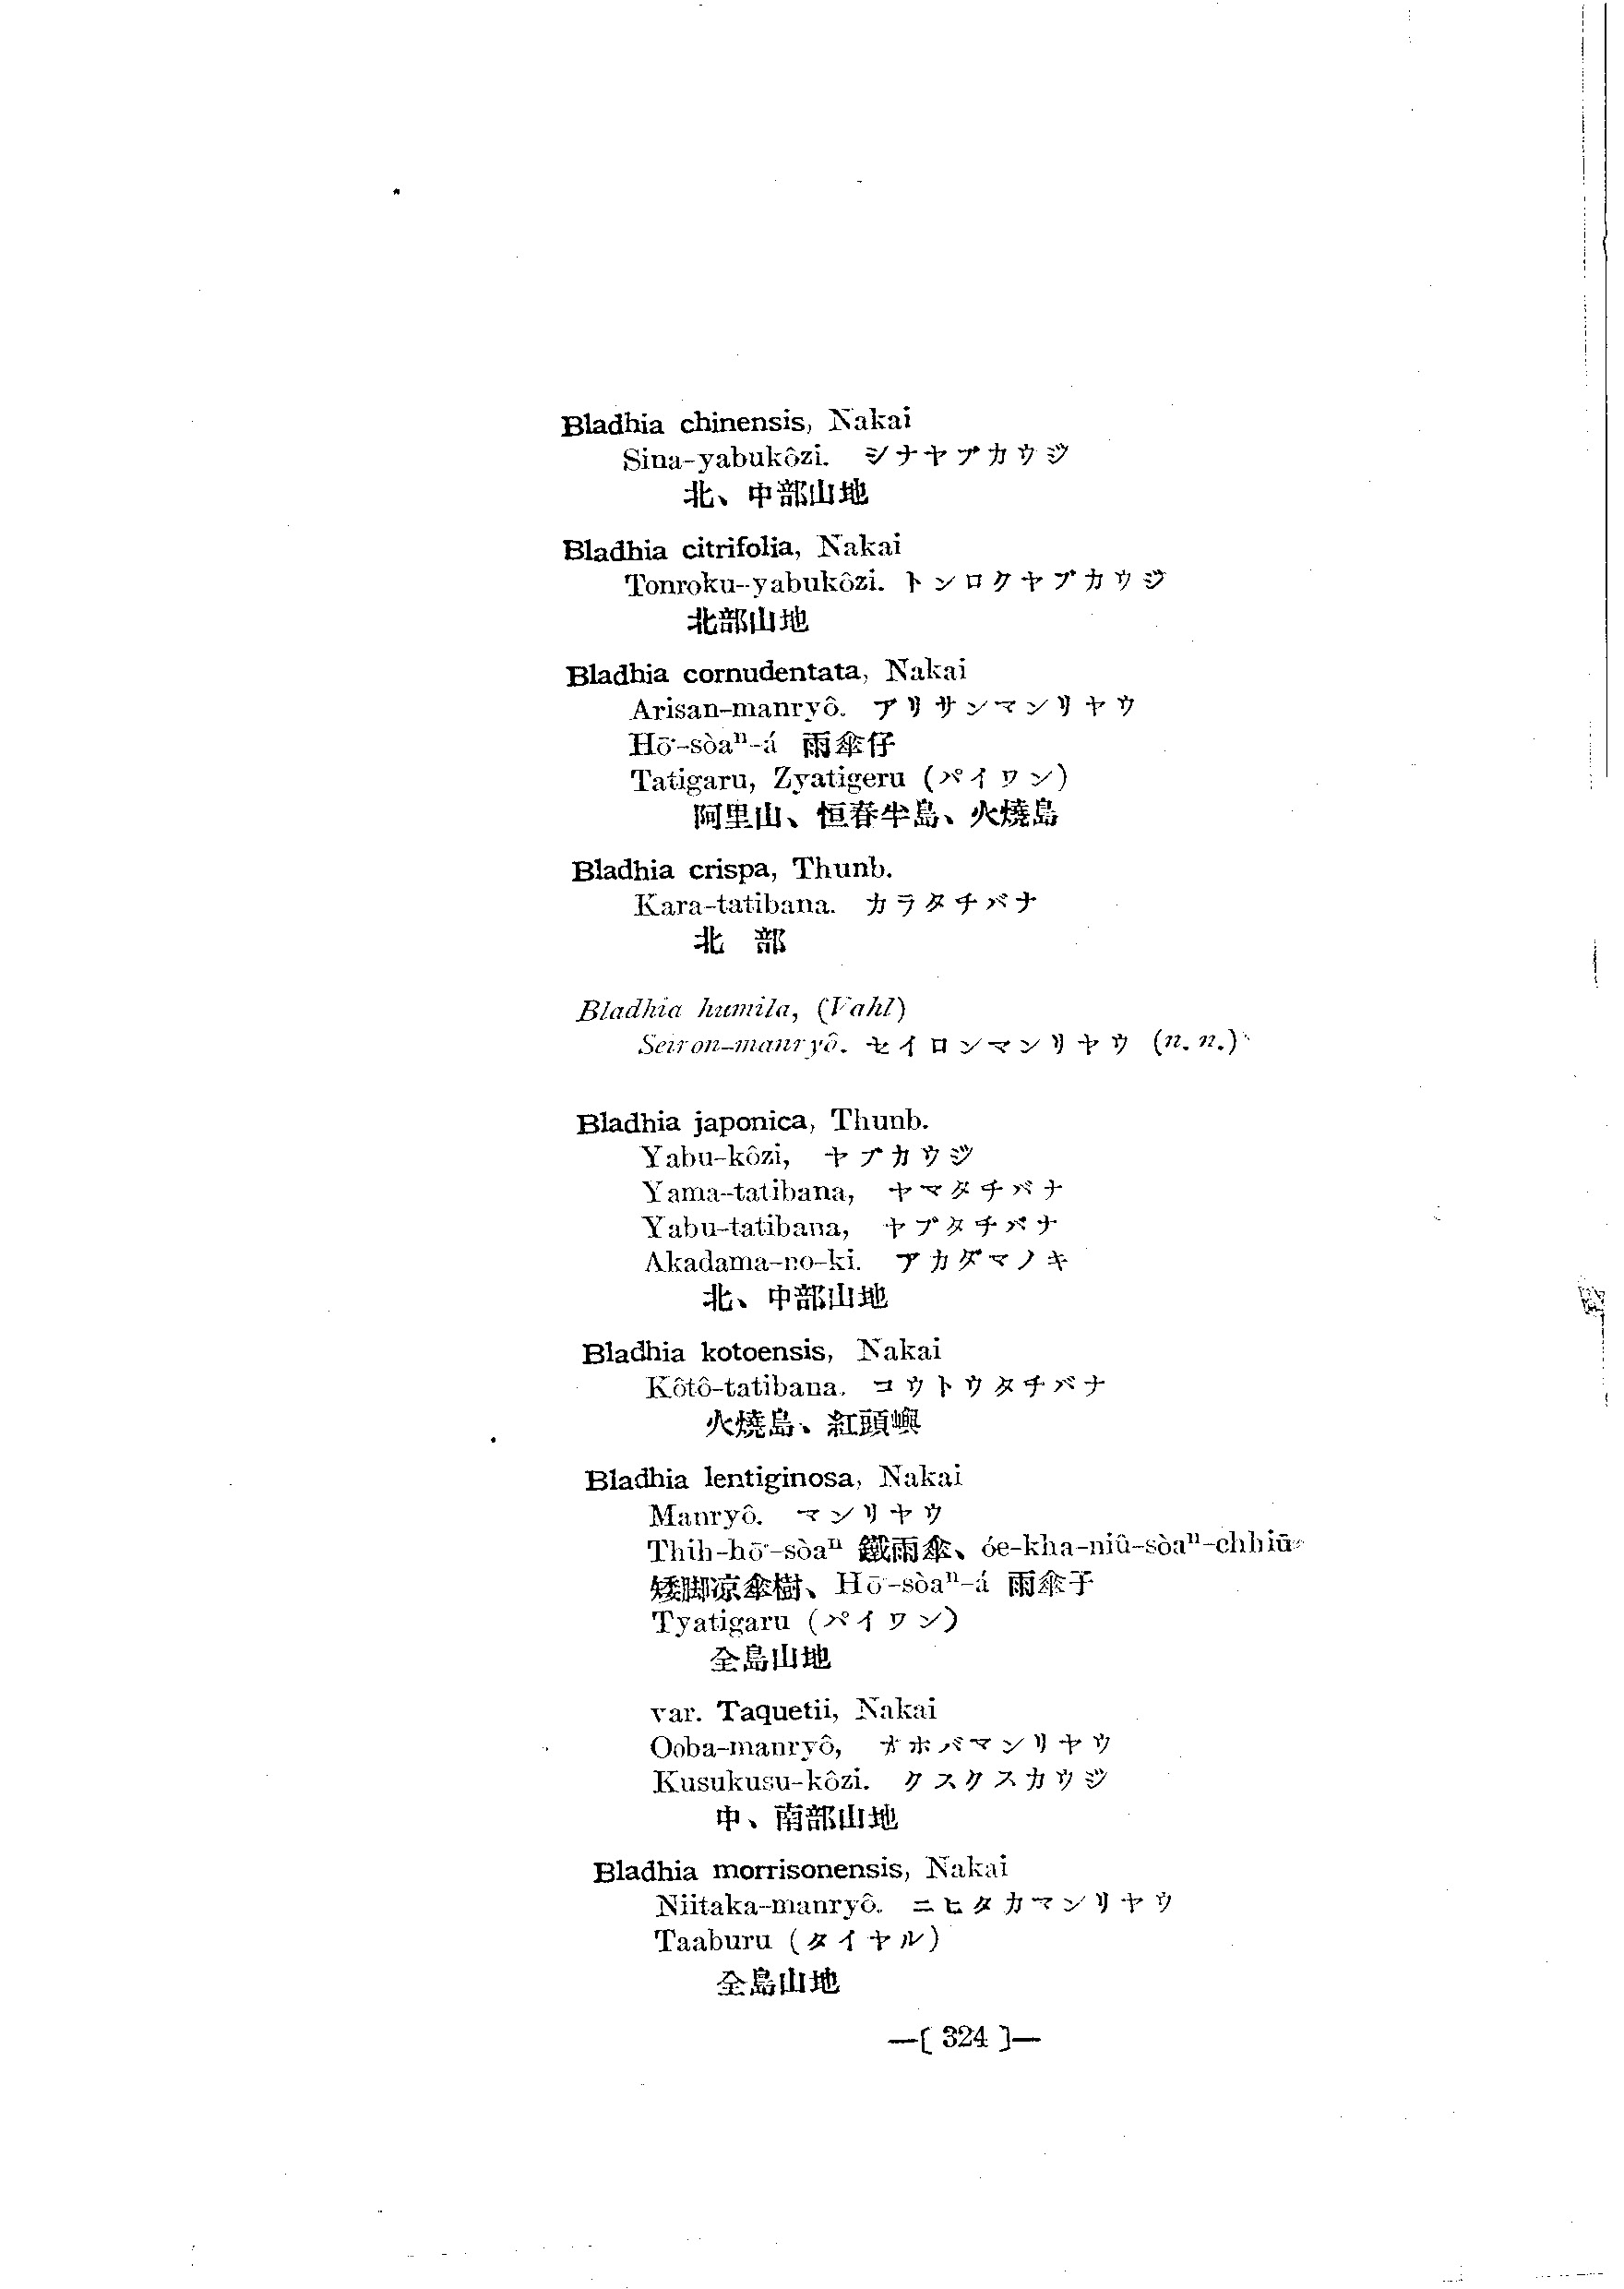 Bladhia chinensis, Nakai
Sina-yabukôzi. シナヤブカウジ
北、中部山地
Bladhia citrifolia, Nakai
Tonroku-yabukôzi. トンロクヤブカウジ
北部山地
Bladhia cornudentata, Nakai
Arisan-manryô. アリサンマンリヤウ
Hō͘-sòaⁿ-á 雨傘仔
Tatigaru, Zyatigeru (パイワン)
阿里山、恒春半島、火燒島
Bladhia crispa, Thunb.
Kara-tatibana. カラタチバナ
北 部
Bladhia humila, (Vahl)
Seiron-manryô. セイロンマンリヤウ (n. n.)
Bladhia japonica, Thunb.
Yabu-kôzi, ヤブカウジ
Yama-tatibana, ヤマタチバナ
Yabu-tatibana, ヤブタチバナ
Akadama-no-ki. アカダマノキ
北、中部山地
Bladhia kotoensis, Nakai
Kôtô-tatibana. コウトウタチバナ
火燒島、紅頭嶼
Bladhia lentiginosa, Nakai
Manryô. マンリヤウ
Thih-hō͘-sòaⁿ 鐵雨傘、óe-kha-niû-sòaⁿ-chhiū
矮脚凉傘樹、Hō͘-sòaⁿ-á 雨傘子
Tyatigaru (パイワン)
全島山地
var. Taquetii, Nakai
Ooba-manryô, オホバマンリヤウ
Kusukusu-kôzi. クスクスカウジ
中、南部山地
Bladhia morrisonensis, Nakai
Niitaka-manryô. ニヒタカマンリヤウ
Taaburu (タイヤル)
全島山地
—[ 324 ]—